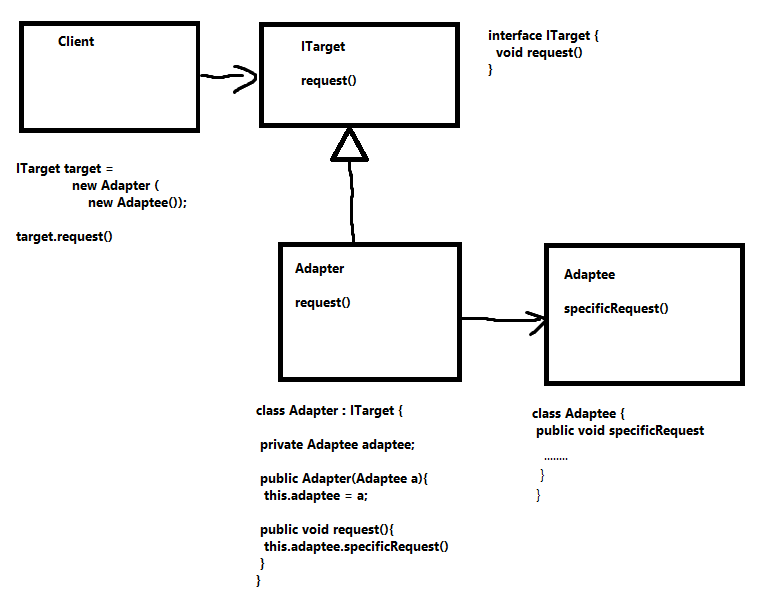 Client
ITarget
request()
interface ITarget {
void request()
}
ITarget target =
new Adapter (
new Adaptee());
target.request()
Adapter
request()
Adaptee
specificRequest()
class Adapter : ITarget {
private Adaptee adaptee;
public Adapter(Adaptee a){
this.adaptee = a;
public void request(){
this.adaptee.specificRequest()
}
}
class Adaptee {
public void specificRequest
........
}
}